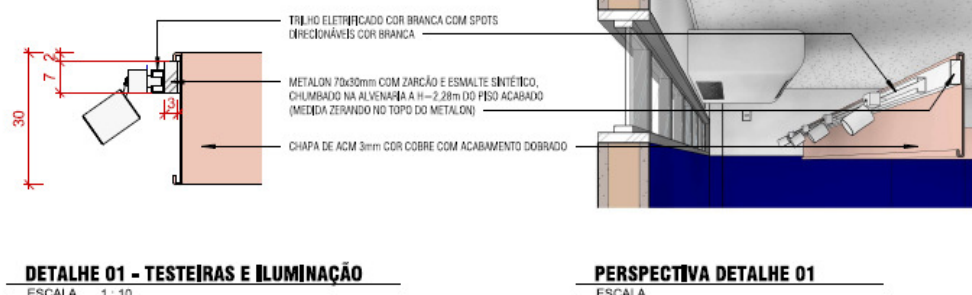 TRILHO ELETRIFICADO COR BRANCA COM SPOTS
DIRECIONÁVEIS COR BRANCA
2
7
METALON 70x30mm COM ZARCÃO E ESMALTE SINTÉTICO,
CHUMBADO NA ALVENARIA A H=2,28m DO PISO ACABADO
(MEDIDA ZERANDO NO TOPO DO METALON)
3
30
CHAPA DE ACM 3mm COR COBRE COM ACABAMENTO DOBRADO
DETALHE 01 - TESTEIRAS E ILUMINAÇÃO
ESCALA 1 : 10
PERSPECTIVA DETALHE 01
ESCALA